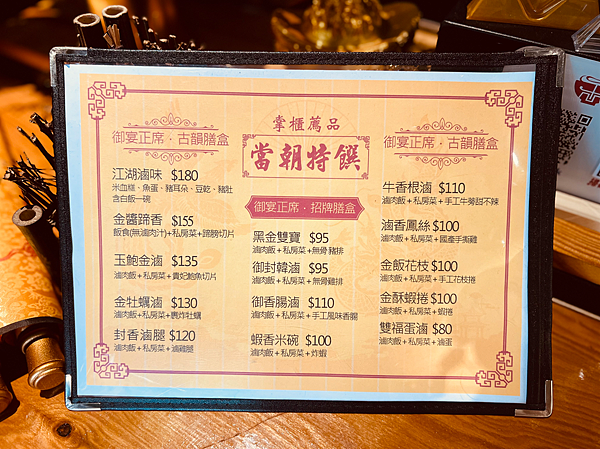 御宴正席·古韻膳盒
江湖滷味 $180
米血糕、魚蛋、豬耳朵、豆乾、豬肚
含白飯一碗
金醬蹄香 $155
飯食(無滷肉汁)+私房菜+蹄膀切片
玉鮑金滷 $135
滷肉飯+私房菜+貴妃鮑魚切片
金牡蠣滷 $130
滷肉飯+私房菜+裹炸牡蠣
封香滷腿 $120
滷肉飯+私房菜+滷雞腿
掌櫃薦品
當朝特饌
御宴正席·招牌膳盒
黑金雙寶 $95
滷肉飯+私房菜+無骨豬排
御封韓滷 $95
滷肉飯+私房菜+無骨雞排
御香腸滷 $110
滷肉飯+私房菜+手工風味香腸
蝦香米碗 $100
滷肉飯+私房菜+炸蝦
御宴正席·古韻膳盒
牛香根滷 $110
滷肉飯+私房菜+手工牛蒡甜不辣
滷香鳳絲 $100
滷肉飯+私房菜+國產手撕雞
金飯花枝 $100
滷肉飯+私房菜+手工花枝捲
金酥蝦捲 $100
滷肉飯+私房菜+蝦捲
雙福蛋滷 $80
滷肉飯+私房菜+滷蛋